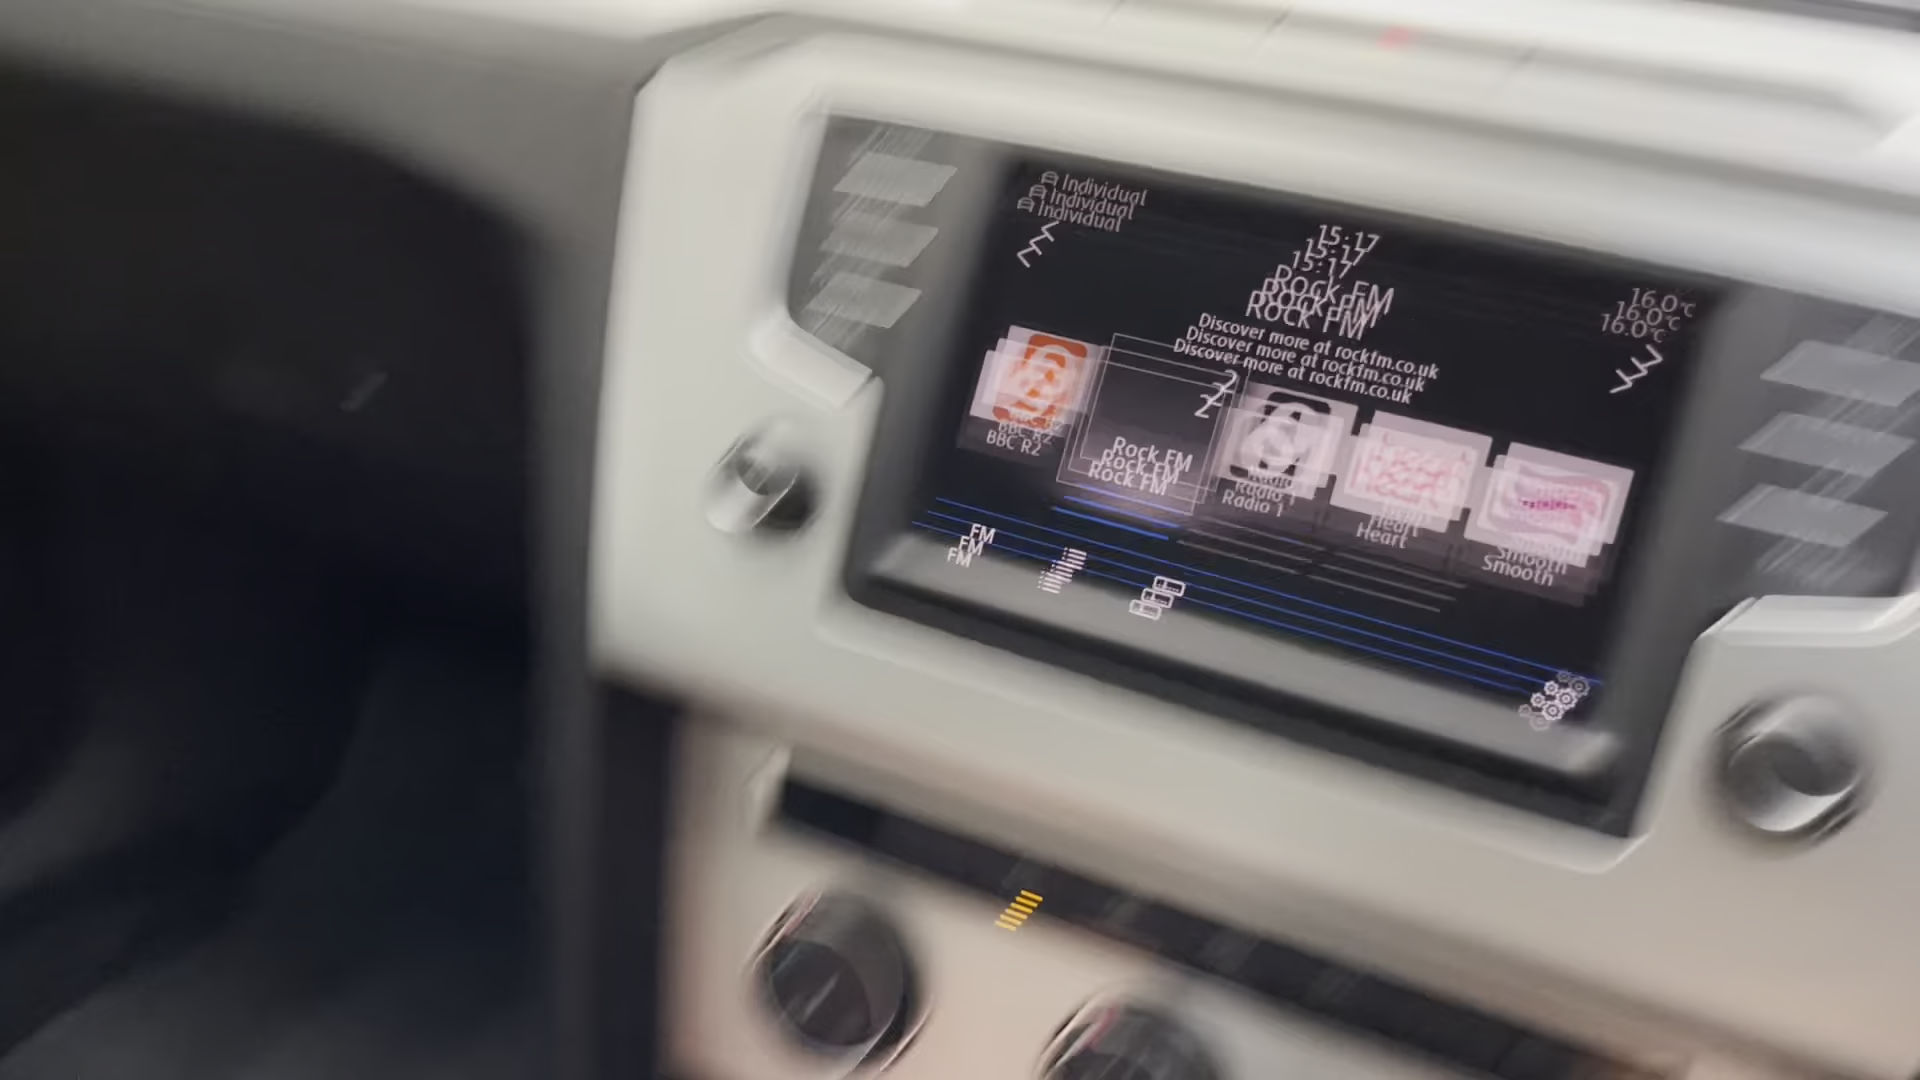 Individual
15:17
16.0°C
Rock FM
Discover more at rockfm.co.uk
2
BBC R2
Rock FM
Radio 1
Heart
Smooth
FM